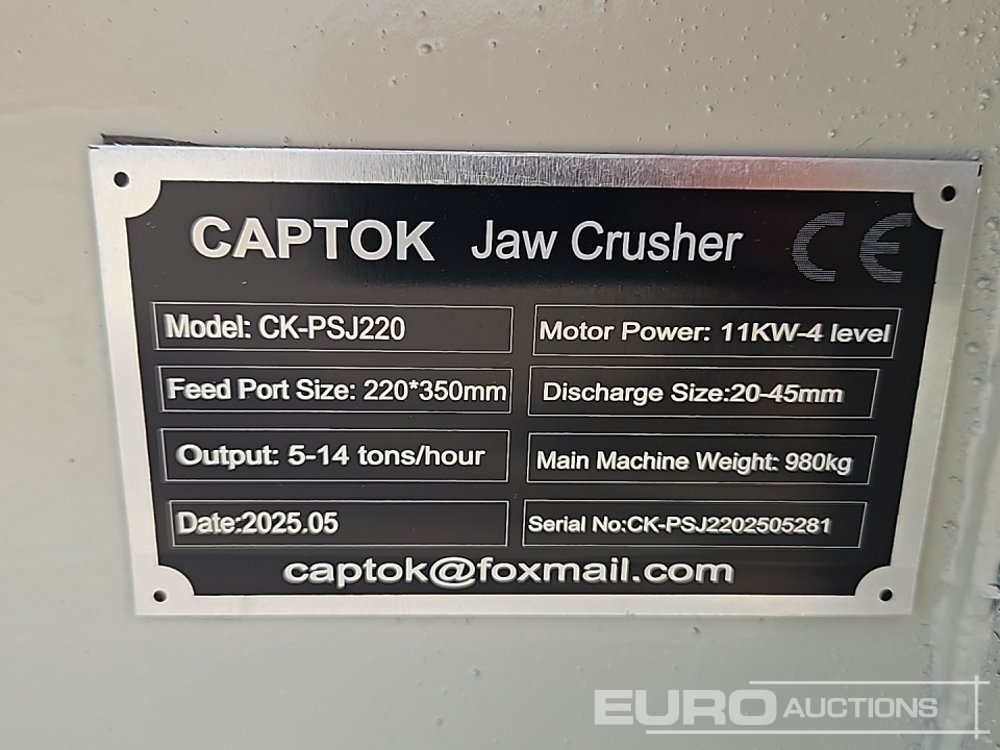 CAPTOK Jaw Crusher CE
Model: CK-PSJ220
Motor Power: 11KW-4 level
Feed Port Size: 220*350mm
Discharge Size:20-45mm
Output: 5-14 tons/hour
Main Machine Weight: 980kg
Date:2025.05
Serial No:CK-PSJ2202505281
captok@foxmail.com
EURO AUCTIONS